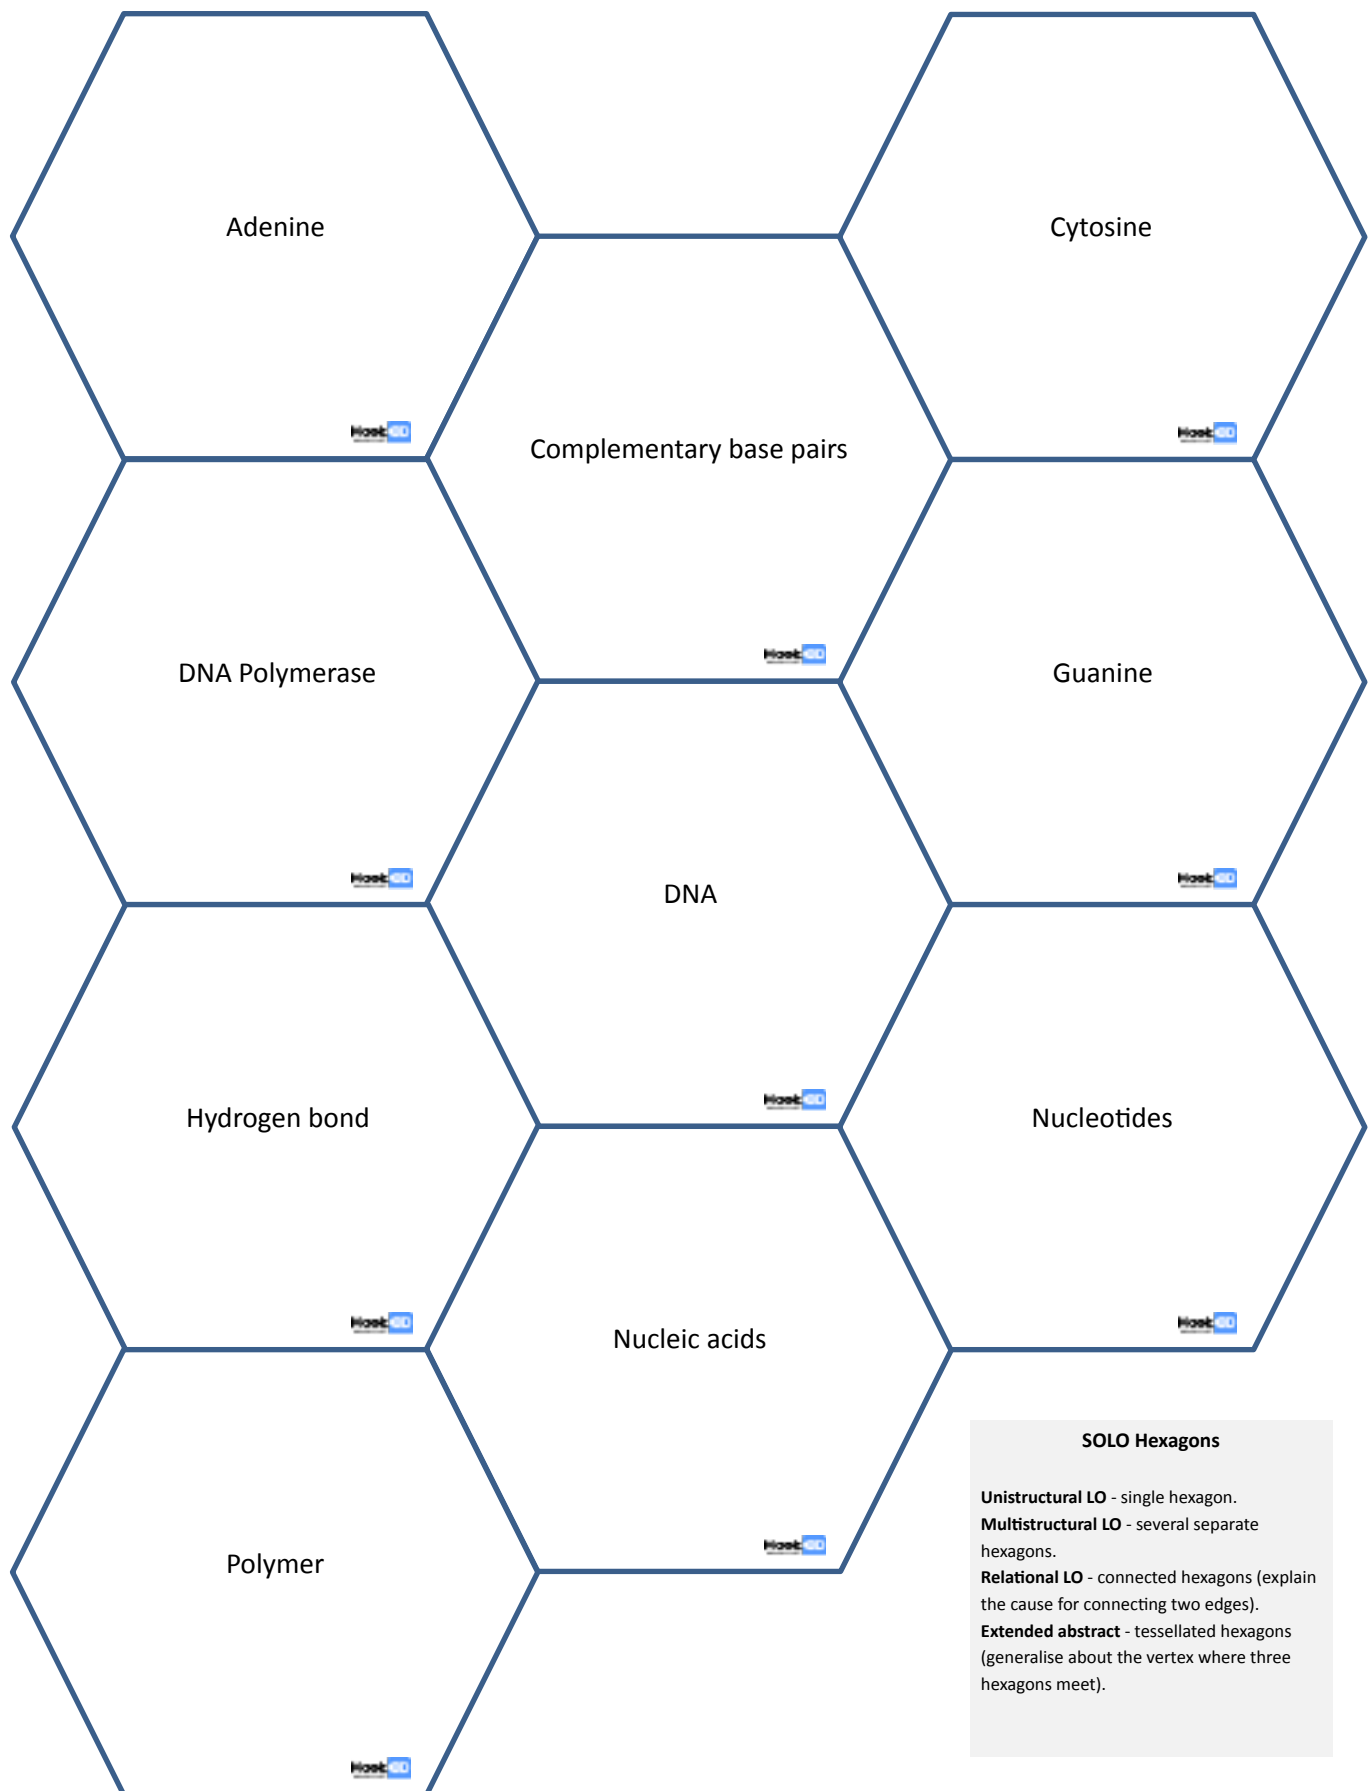 Adenine
Cytosine
Complementary base pairs
DNA Polymerase
Guanine
DNA
Hydrogen bond
Nucleotides
Nucleic acids
Polymer
SOLO Hexagons
Unistructural LO - single hexagon.
Multistructural LO - several separate
hexagons.
Relational LO - connected hexagons (explain
the cause for connecting two edges).
Extended abstract - tessellated hexagons
(generalise about the vertex where three
hexagons meet).